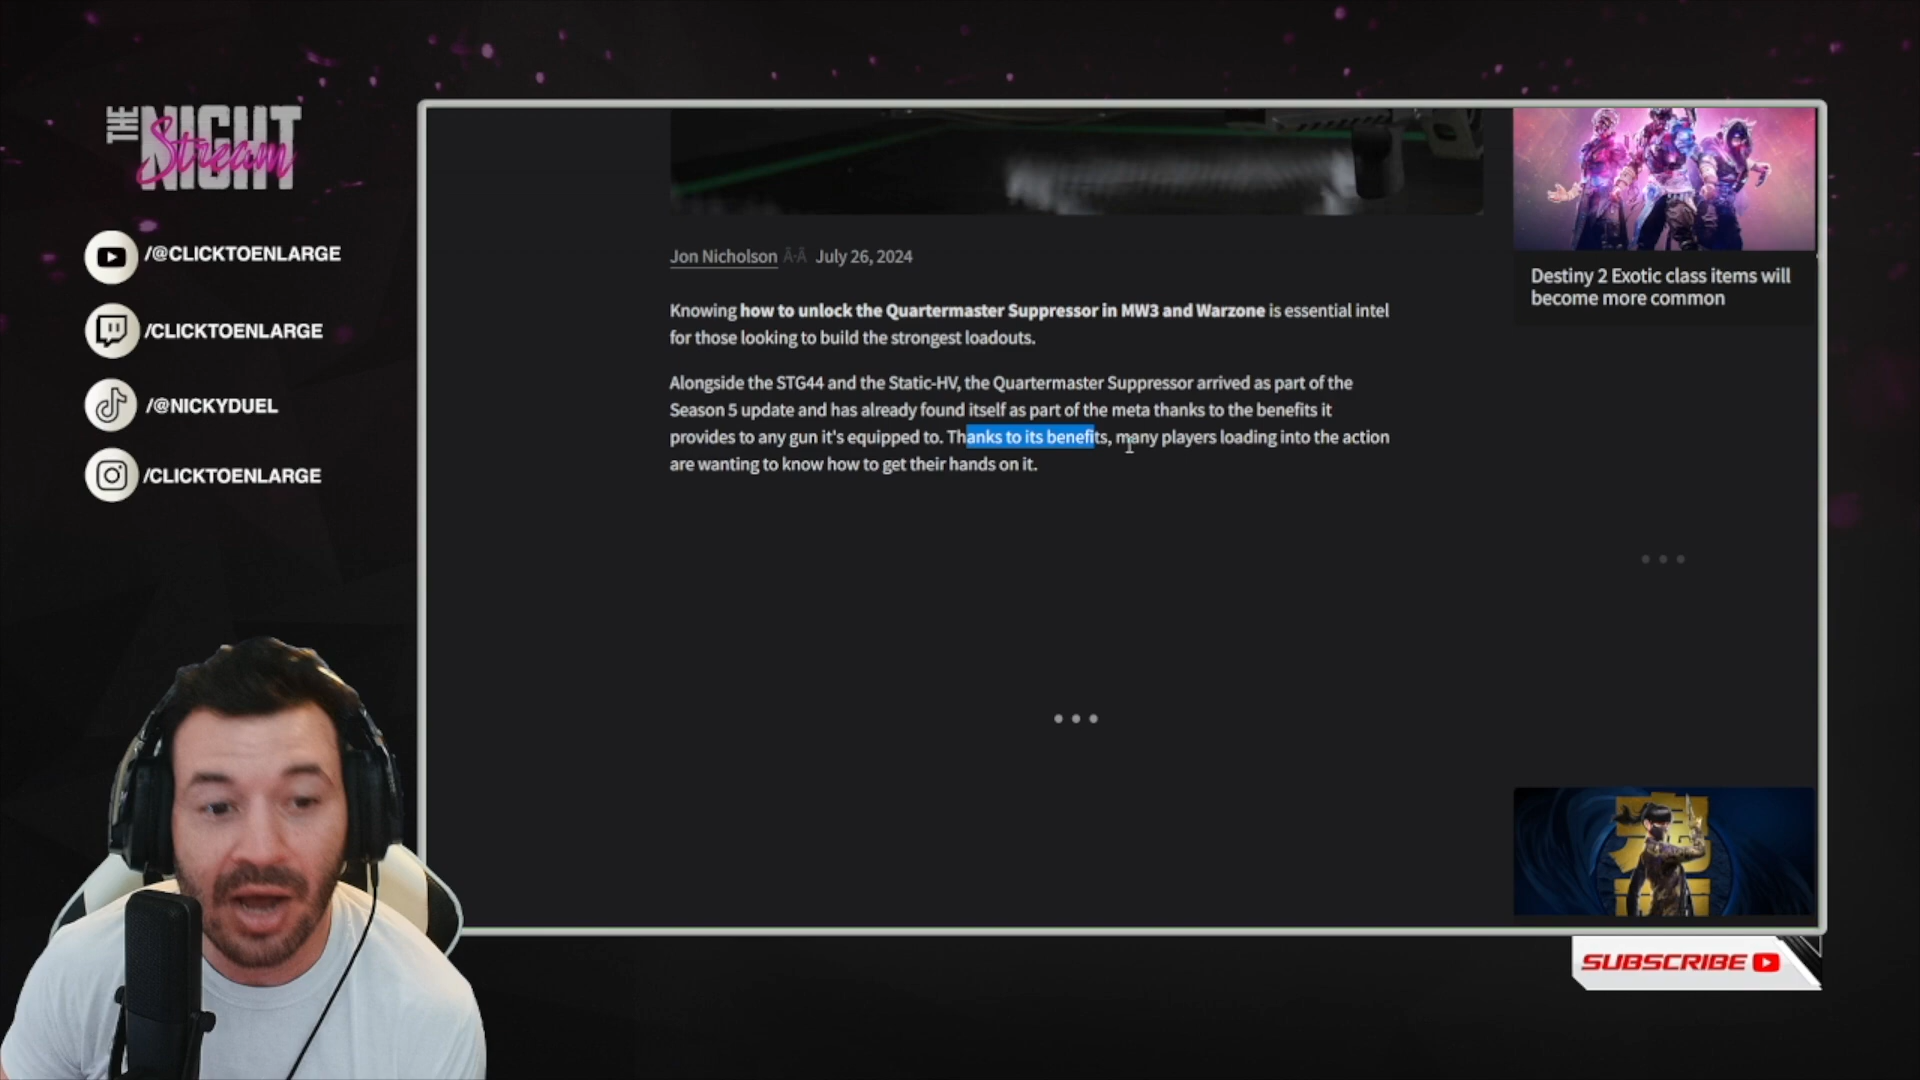 THE NIGHT
Stream
/@CLICKTOENLARGE
/CLICKTOENLARGE
/@NICKYDUEL
/CLICKTOENLARGE
Jon Nicholson Â·Â July 26, 2024
Knowing how to unlock the Quartermaster Suppressor in MW3 and Warzone is essential intel
for those looking to build the strongest loadouts.
Alongside the STG44 and the Static-HV, the Quartermaster Suppressor arrived as part of the
Season 5 update and has already found itself as part of the meta thanks to the benefits it
provides to any gun it's equipped to. Thanks to its benefits, many players loading into the action
are wanting to know how to get their hands on it.
Destiny 2 Exotic class items will
become more common
SUBSCRIBE